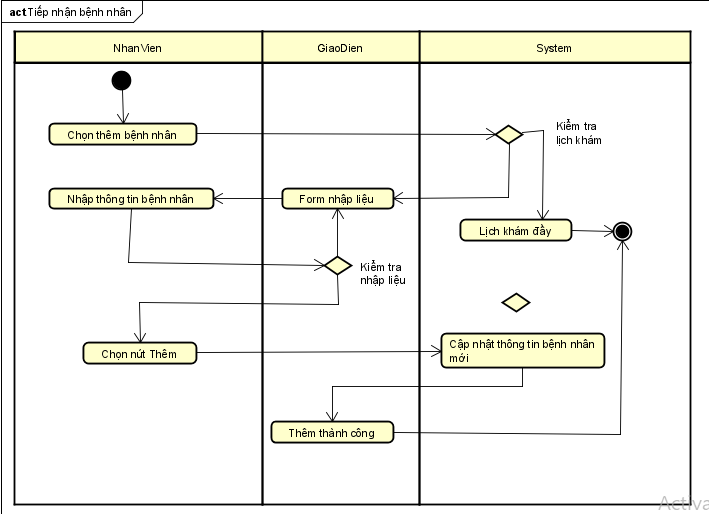 act Tiếp nhận bệnh nhân
NhanVien
GiaoDien
System
Chọn thêm bệnh nhân
Kiểm tra
lịch khám
Nhập thông tin bệnh nhân
Form nhập liệu
Lịch khám đầy
Kiểm tra
nhập liệu
Chọn nút Thêm
Cập nhật thông tin bệnh nhân
mới
Thêm thành công
Activa